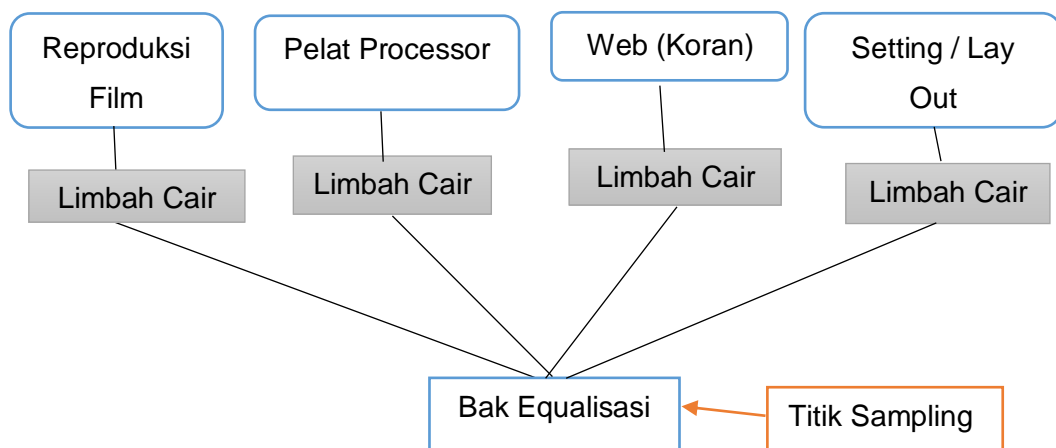 Reproduksi
Film
Pelat Processor
Web (Koran)
Setting / Lay
Out
Limbah Cair
Limbah Cair
Limbah Cair
Limbah Cair
Bak Equalisasi
Titik Sampling